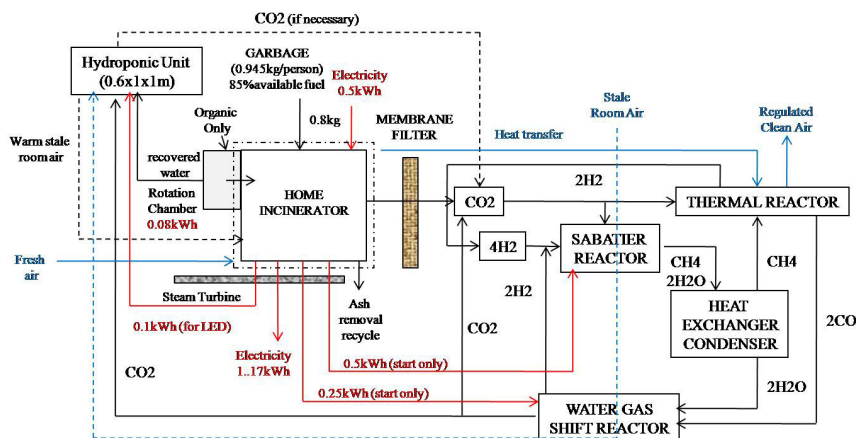 CO2 (if necessary)
Hydroponic Unit
(0.6x1x1m)
GARBAGE
(0.945kg/person)
85%available fuel
Electricity
0.5kWh
Stale
Room Air
Regulated
Clean Air
Organic
Only
0.8kg
MEMBRANE
FILTER
Heat transfer
Warm stale
room air
recovered
water
Rotation
Chamber
0.08kWh
HOME
INCINERATOR
2H2
CO2
THERMAL REACTOR
4H2
SABATIER
REACTOR
Fresh
air
CH4
2H2O
CH4
Steam Turbine
Ash
removal
recycle
2H2
HEAT
EXCHANGER
CONDENSER
2CO
0.1kWh (for LED)
CO2
Electricity
1..17kWh
0.5kWh (start only)
CO2
0.25kWh (start only)
2H2O
WATER GAS
SHIFT REACTOR